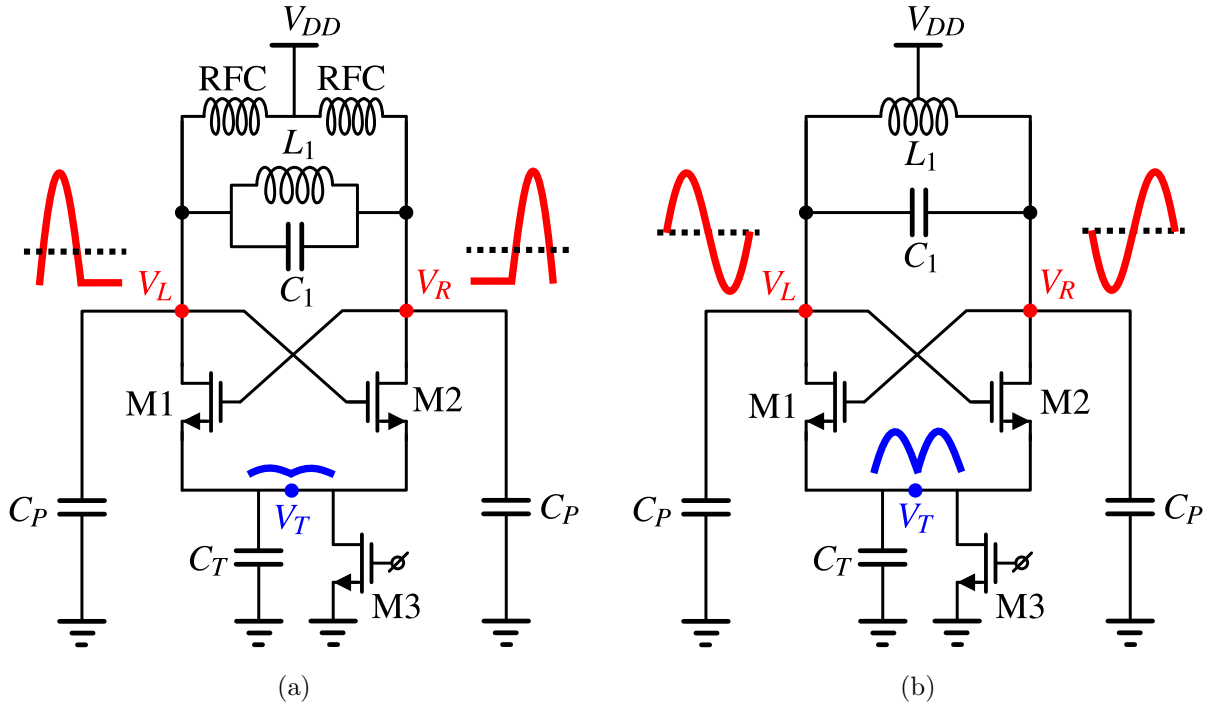 V_DD
RFC RFC
L_1
C_1
V_L V_R
M1 M2
C_P C_P
V_T
C_T
M3
(a)
V_DD
L_1
C_1
V_L V_R
M1 M2
C_P C_P
V_T
C_T
M3
(b)